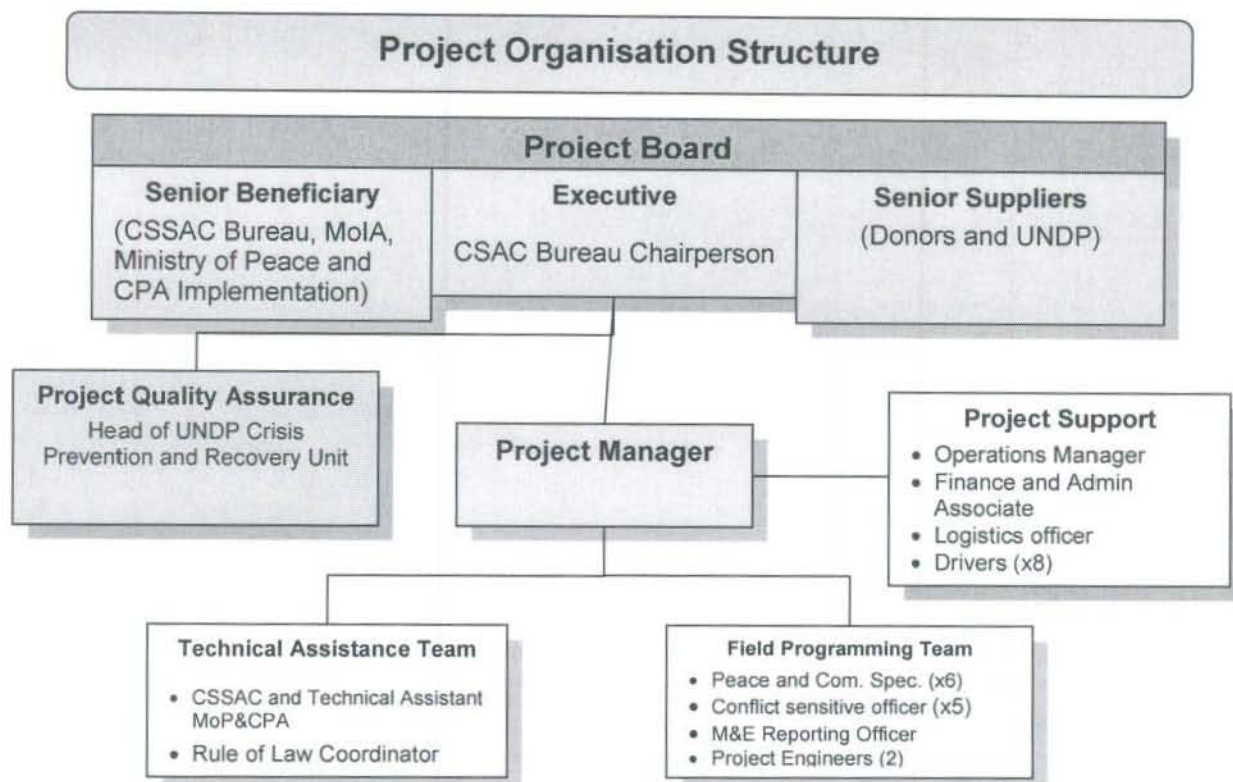 Project Organisation Structure
Project Board
Senior Beneficiary
(CSSAC Bureau, MoIA,
Ministry of Peace and
CPA Implementation)
Executive
CSAC Bureau Chairperson
Senior Suppliers
(Donors and UNDP)
Project Quality Assurance
Head of UNDP Crisis
Prevention and Recovery Unit
Project Manager
Project Support
• Operations Manager
• Finance and Admin
Associate
• Logistics officer
• Drivers (x8)
Technical Assistance Team
• CSSAC and Technical Assistant
MoP&CPA
• Rule of Law Coordinator
Field Programming Team
• Peace and Com. Spec. (x6)
• Conflict sensitive officer (x5)
• M&E Reporting Officer
• Project Engineers (2)